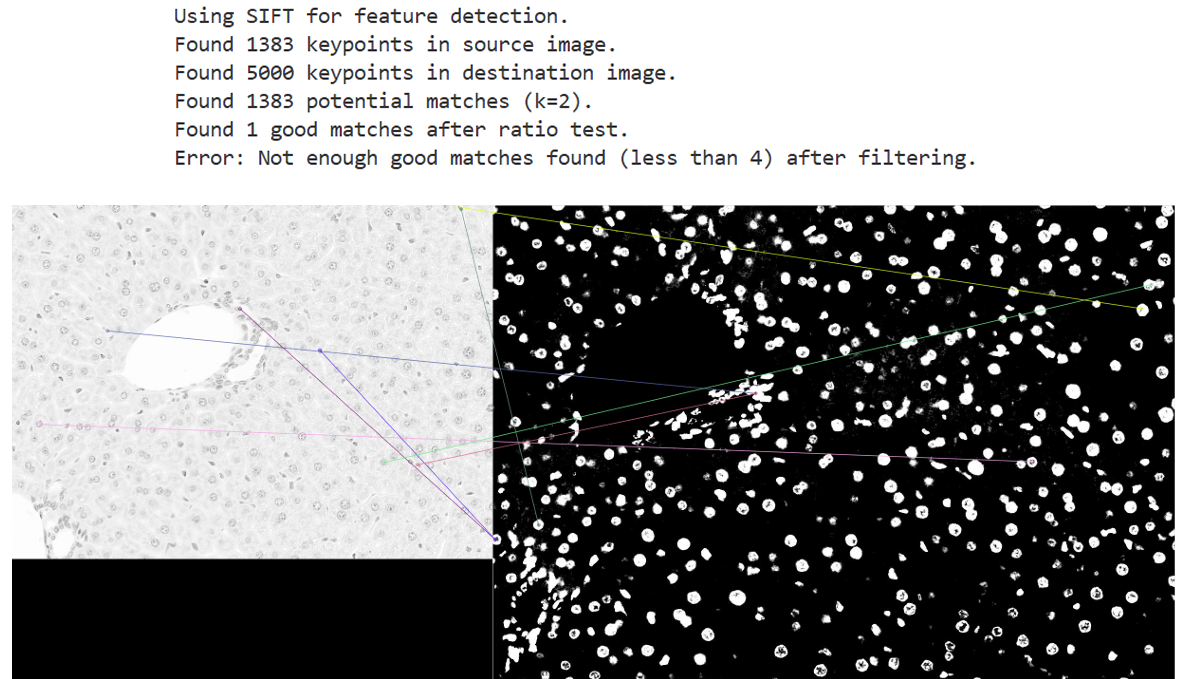 Using SIFT for feature detection.
Found 1383 keypoints in source image.
Found 5000 keypoints in destination image.
Found 1383 potential matches (k=2).
Found 1 good matches after ratio test.
Error: Not enough good matches found (less than 4) after filtering.